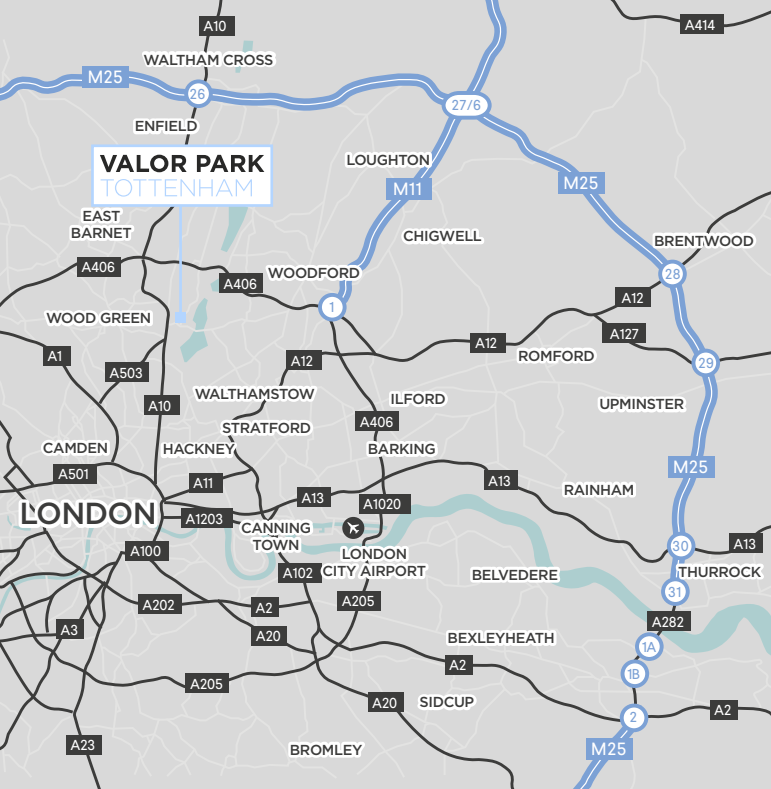 A10
A414
WALTHAM CROSS
M25
26
27/6
ENFIELD
VALOR PARK
TOTTENHAM
LOUGHTON
M11
M25
EAST
BARNET
CHIGWELL
BRENTWOOD
A406
A406
WOODFORD
28
1
A12
WOOD GREEN
A127
A12
ROMFORD
A1
A12
29
A503
WALTHAMSTOW
ILFORD
A10
UPMINSTER
A406
STRATFORD
CAMDEN
HACKNEY
BARKING
A501
M25
A11
A13
RAINHAM
A13
A1020
LONDON
A1203
CANNING
TOWN
A13
30
A100
LONDON
CITY AIRPORT
A102
BELVEDERE
THURROCK
31
A202
A2
A205
A282
A3
A20
BEXLEYHEATH
1A
A2
1B
A205
A20
SIDCUP
A2
2
A23
BROMLEY
M25